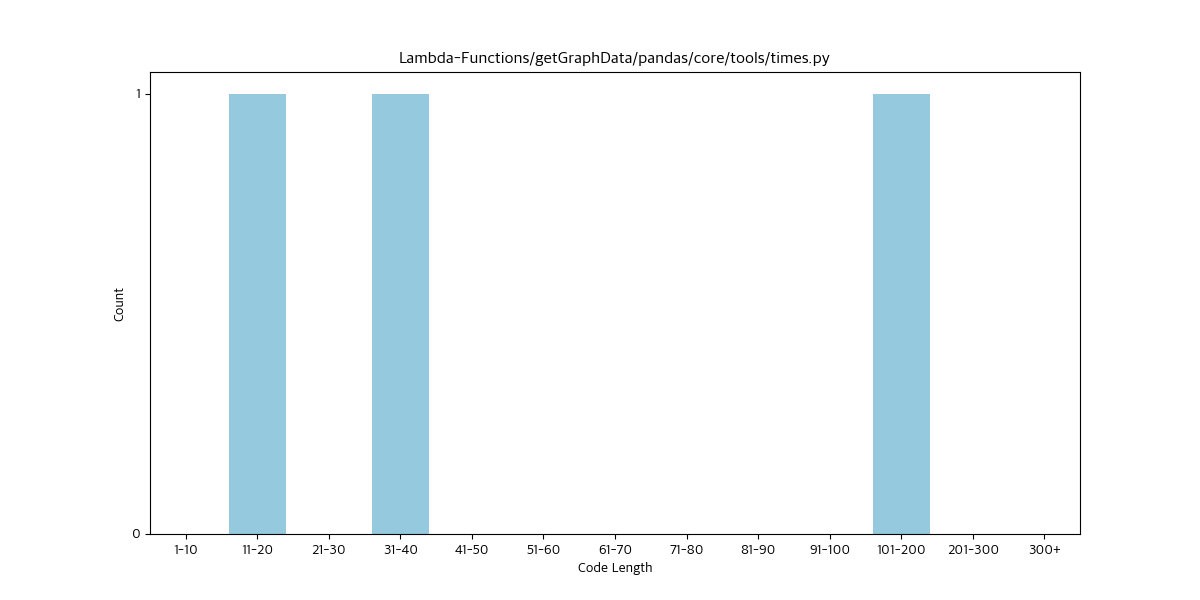 Lambda-Functions/getGraphData/pandas/core/tools/times.py
1
Count
0
1-10 11-20 21-30 31-40 41-50 51-60 61-70 71-80 81-90 91-100 101-200 201-300 300+
Code Length